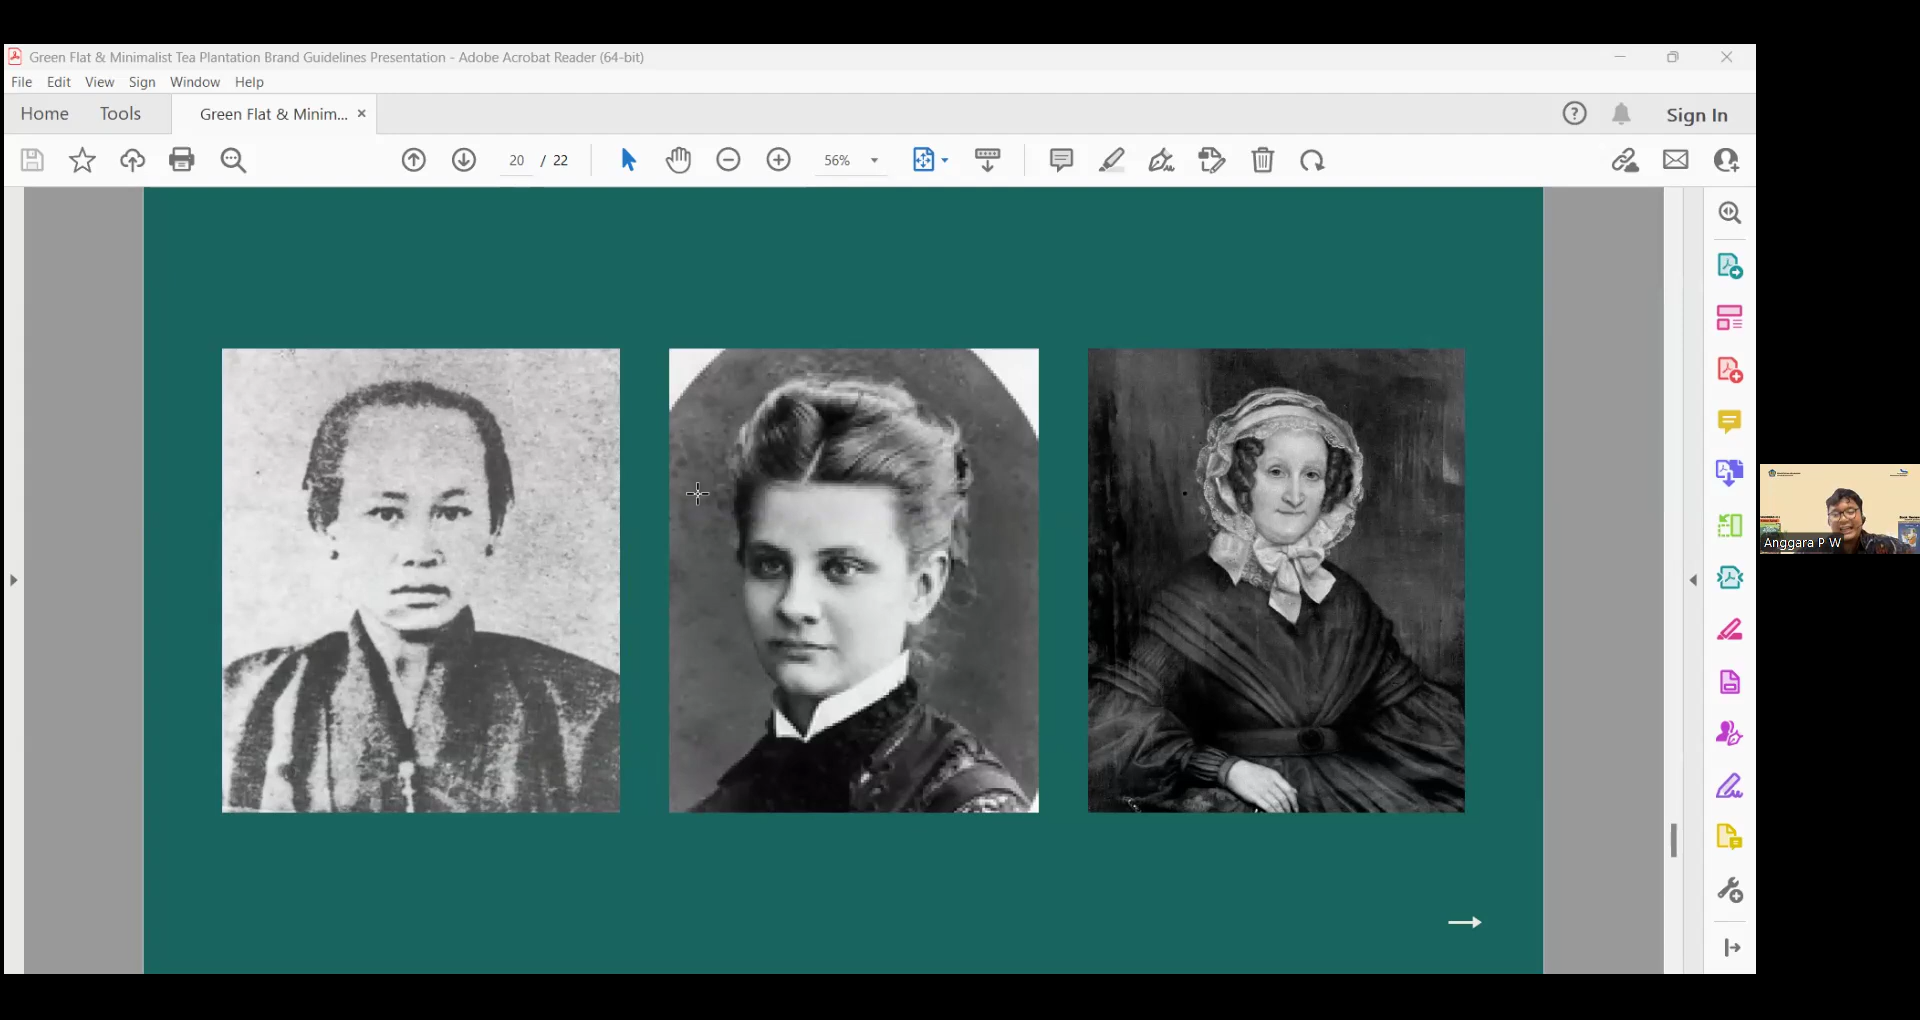 Green Flat & Minimalist Tea Plantation Brand Guidelines Presentation - Adobe Acrobat Reader (64-bit)
File Edit View Sign Window Help
Home Tools Green Flat & Minim... × Sign In
20 / 22 56%
Anggara P W